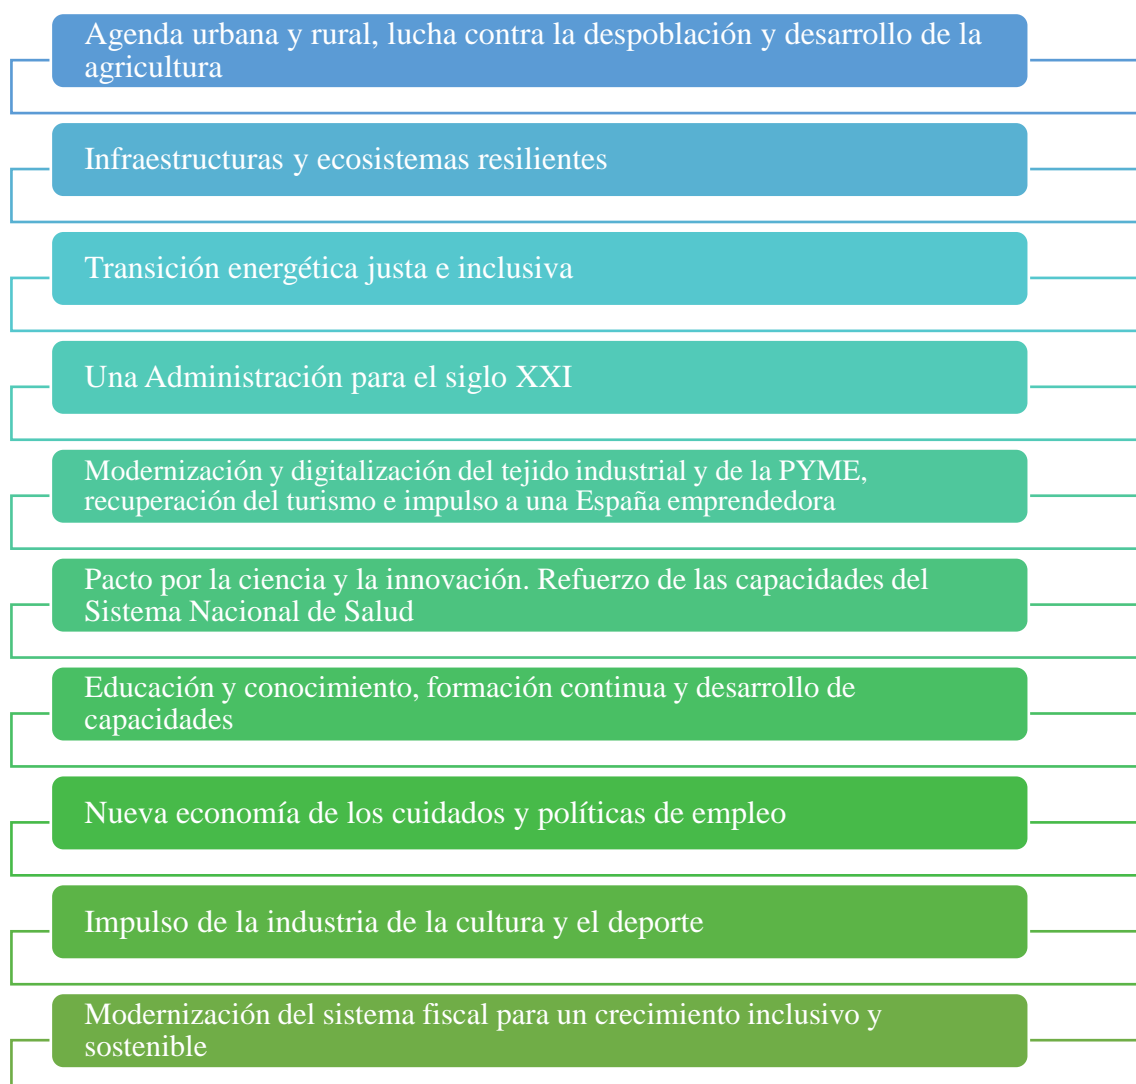 Agenda urbana y rural, lucha contra la despoblación y desarrollo de la
agricultura
Infraestructuras y ecosistemas resilientes
Transición energética justa e inclusiva
Una Administración para el siglo XXI
Modernización y digitalización del tejido industrial y de la PYME,
recuperación del turismo e impulso a una España emprendedora
Pacto por la ciencia y la innovación. Refuerzo de las capacidades del
Sistema Nacional de Salud
Educación y conocimiento, formación continua y desarrollo de
capacidades
Nueva economía de los cuidados y políticas de empleo
Impulso de la industria de la cultura y el deporte
Modernización del sistema fiscal para un crecimiento inclusivo y
sostenible